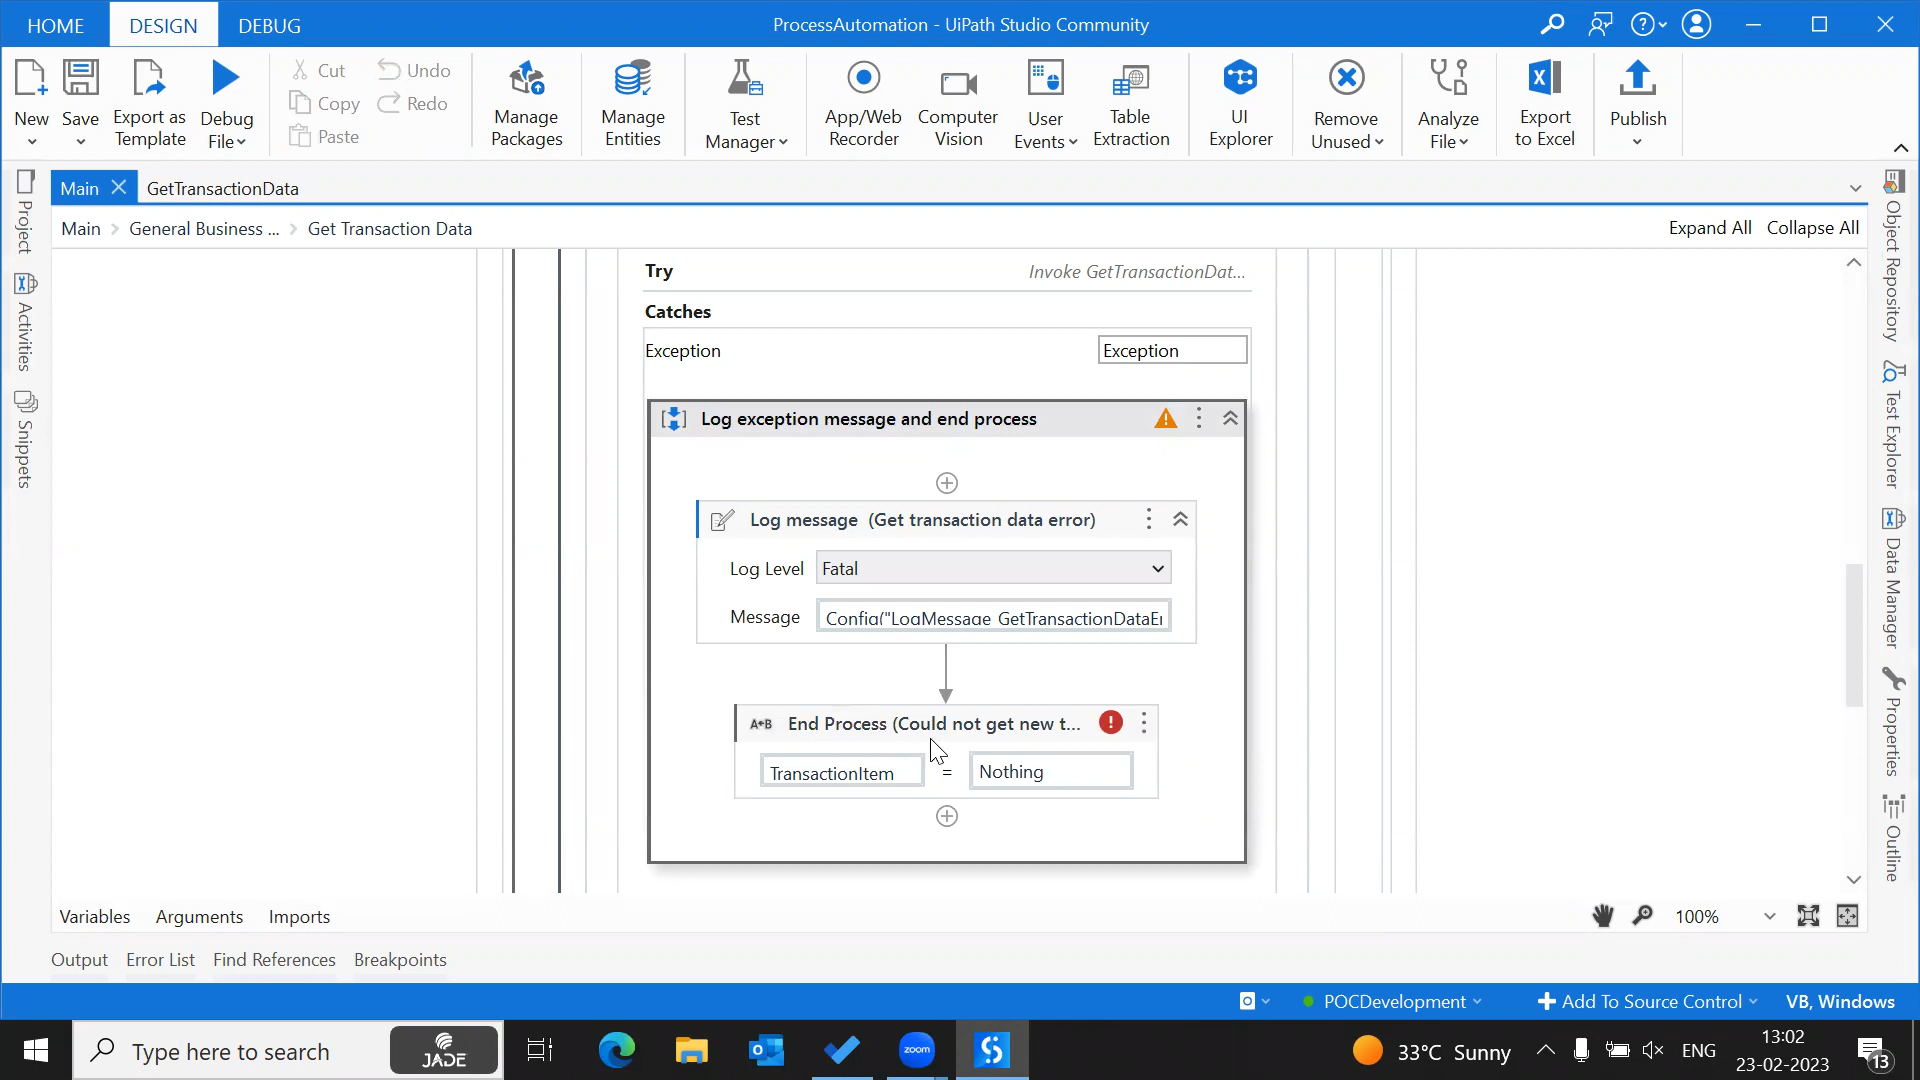 HOME DESIGN DEBUG ProcessAutomation - UiPath Studio Community
New Save Export as Template Debug File Cut Copy Paste Undo Redo Manage Packages Manage Entities Test Manager App/Web Recorder Computer Vision User Events Table Extraction UI Explorer Remove Unused Analyze File Export to Excel Publish
Main GetTransactionData
Main General Business ... Get Transaction Data Expand All Collapse All
Project
Activities
Snippets
Try Invoke GetTransactionDat...
Catches
Exception Exception
Log exception message and end process
Log message (Get transaction data error)
Log Level Fatal
Message Config("LogMessage_GetTransactionDataEr
A B End Process (Could not get new t...
TransactionItem = Nothing
Object Repository
Test Explorer
Data Manager
Properties
Outline
Variables Arguments Imports 100%
Output Error List Find References Breakpoints
POCDevelopment Add To Source Control VB, Windows
Type here to search JADE zoom 33°C Sunny ENG 13:02
23-02-2023 13